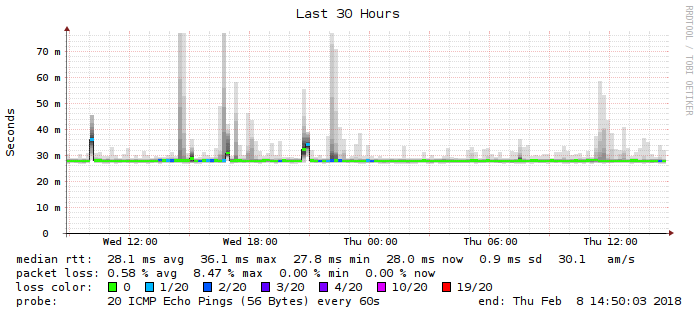 Last 30 Hours
RRDTOOL / TOBI OETIKER
Seconds
70 m
60 m
50 m
40 m
30 m
20 m
10 m
0
Wed 12:00 Wed 18:00 Thu 00:00 Thu 06:00 Thu 12:00
median rtt: 28.1 ms avg 36.1 ms max 27.8 ms min 28.0 ms now 0.9 ms sd 30.1 am/s
packet loss: 0.58 % avg 8.47 % max 0.00 % min 0.00 % now
loss color: 0 1/20 2/20 3/20 4/20 10/20 19/20
probe: 20 ICMP Echo Pings (56 Bytes) every 60s end: Thu Feb 8 14:50:03 2018